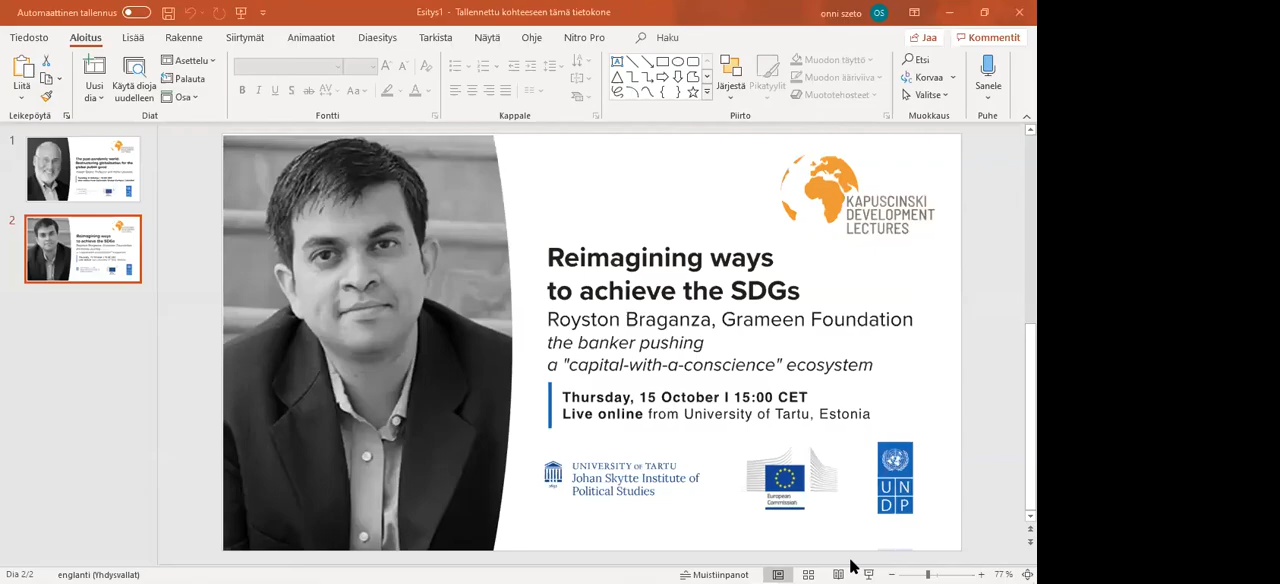 Automaattinen tallennus
Esitys1 - Tallennettu kohteeseen tämä tietokone
onni szeto
OS
Tiedosto Aloitus Lisää Rakenne Siirtymät Animaatiot Diaesitys Tarkista Näytä Ohje Nitro Pro Haku
Jaa Kommentit
Liitä
Leikepöytä
Uusi dia
Käytä dioja uudelleen
Asettelu
Palauta
Osa
Diat
B I U S ab AV Aa A
Fontti
Kappale
Järjestä
Pikatyylit
Muodon täyttö
Muodon ääriviiva
Muototehosteet
Piirto
Etsi
Korvaa
Valitse
Muokkaus
Sanele
Puhe
1
2
KAPUSCINSKI
DEVELOPMENT
LECTURES
Reimagining ways
to achieve the SDGs
Royston Braganza, Grameen Foundation
the banker pushing
a "capital-with-a-conscience" ecosystem
Thursday, 15 October I 15:00 CET
Live online from University of Tartu, Estonia
UNIVERSITY OF TARTU
Johan Skytte Institute of
Political Studies
European
Commission
U N
D P
Dia 2/2 englanti (Yhdysvallat) Muistiinpanot 77 %